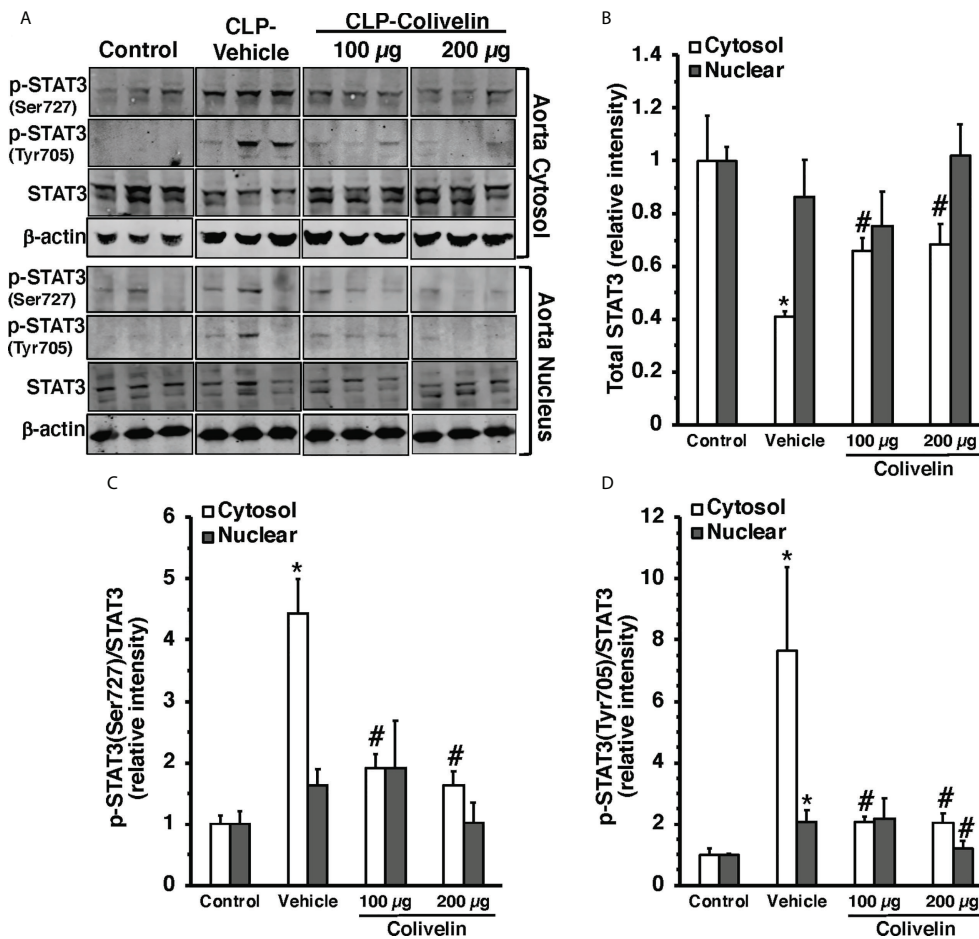 A
Control
CLP-
Vehicle
CLP-Colivelin
100 µg
200 µg
p-STAT3
(Ser727)
p-STAT3
(Tyr705)
STAT3
β-actin
Aorta Cytosol
p-STAT3
(Ser727)
p-STAT3
(Tyr705)
STAT3
β-actin
Aorta Nucleus
B
Total STAT3 (relative intensity)
1.4
1.2
1
0.8
0.6
0.4
0.2
0
Cytosol
Nuclear
*
#
#
Control
Vehicle
100 µg
200 µg
Colivelin
C
p-STAT3(Ser727)/STAT3
(relative intensity)
6
5
4
3
2
1
0
Cytosol
Nuclear
*
#
#
Control
Vehicle
100 µg
200 µg
Colivelin
D
p-STAT3(Tyr705)/STAT3
(relative intensity)
12
10
8
6
4
2
0
Cytosol
Nuclear
*
*
#
#
#
Control
Vehicle
100 µg
200 µg
Colivelin